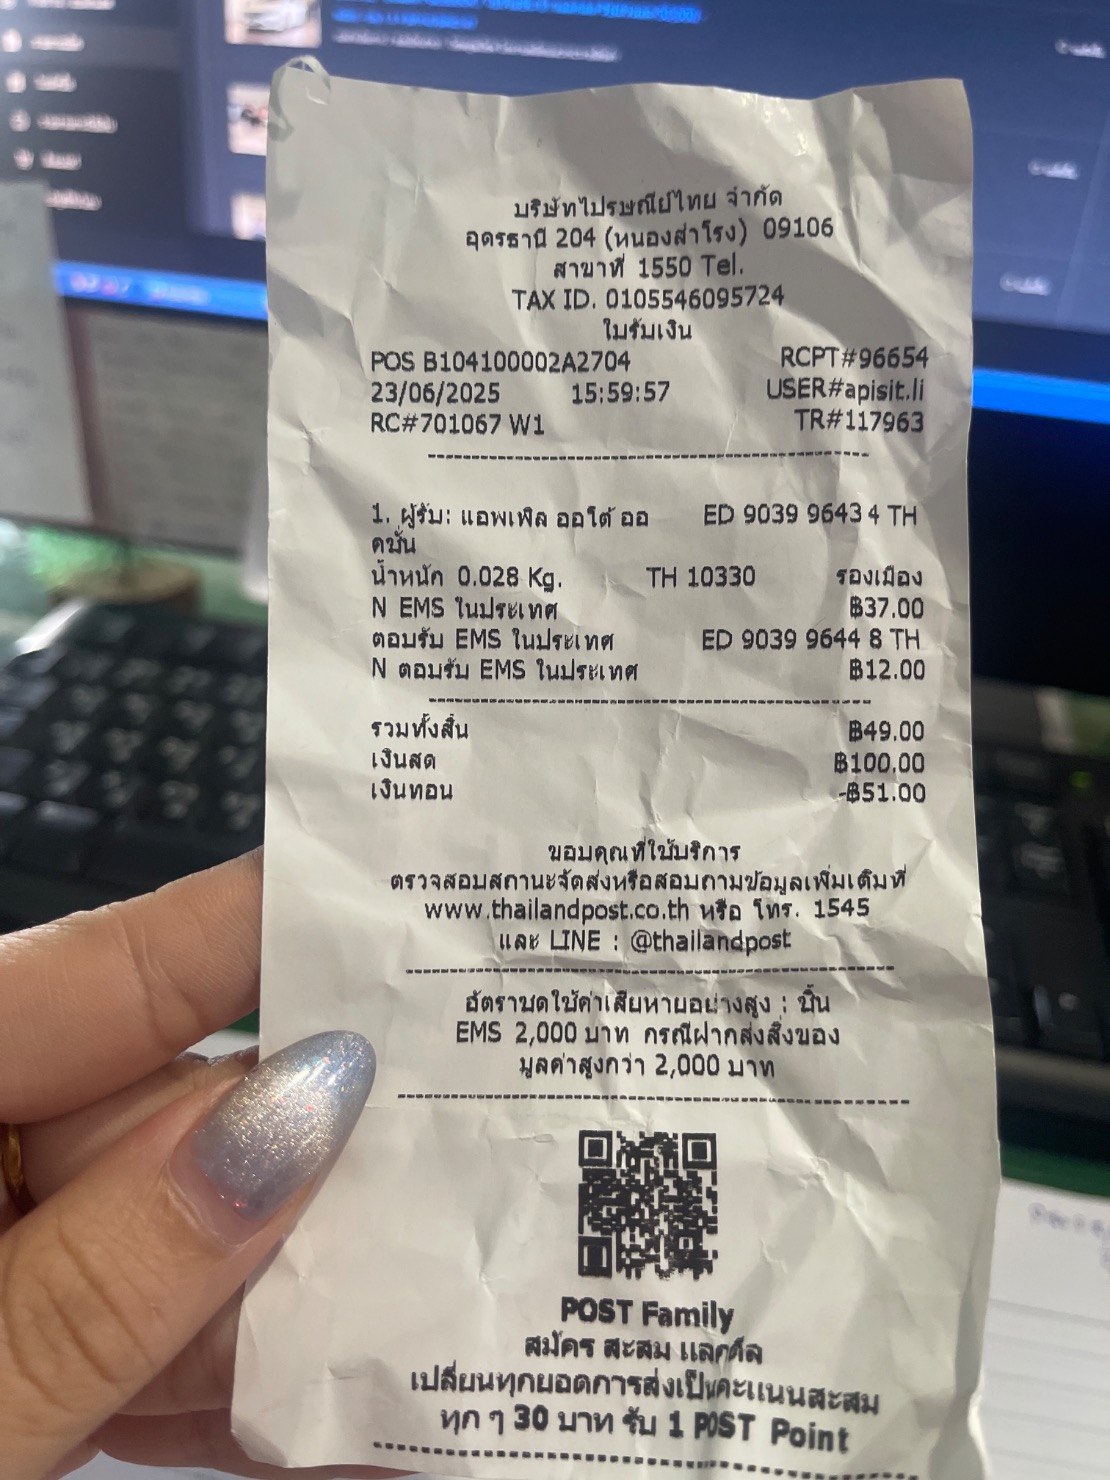 บริษัทไปรษณีย์ไทย จำกัด
อุดรธานี 204 (หนองสำโรง) 09106
สาขาที่ 1550 Tel.
TAX ID. 0105546095724
ใบรับเงิน
POS B104100002A2704 RCPT#96654
23/06/2025 15:59:57 USER#apisit.li
RC#701067 W1 TR#117963
1. ผู้รับ: แอพเพิล ออโต้ ออ ED 9039 9643 4 TH
คชั่น
น้ำหนัก 0.028 Kg. TH 10330 รองเมือง
N EMS ในประเทศ ฿37.00
ตอบรับ EMS ในประเทศ ED 9039 9644 8 TH
N ตอบรับ EMS ในประเทศ ฿12.00
รวมทั้งสิ้น ฿49.00
เงินสด ฿100.00
เงินทอน -฿51.00
ขอบคุณที่ใช้บริการ
ตรวจสอบสถานะจัดส่งหรือสอบถามข้อมูลเพิ่มเติมที่
www.thailandpost.co.th หรือ โทร. 1545
และ LINE : @thailandpost
อัตราชดใช้ค่าเสียหายอย่างสูง : ชิ้น
EMS 2,000 บาท กรณีฝากส่งสิ่งของ
มูลค่าสูงกว่า 2,000 บาท
POST Family
สมัคร สะสม แลกดีล
เปลี่ยนทุกยอดการส่งเป็นคะแนนสะสม
ทุก ๆ 30 บาท รับ 1 POST Point